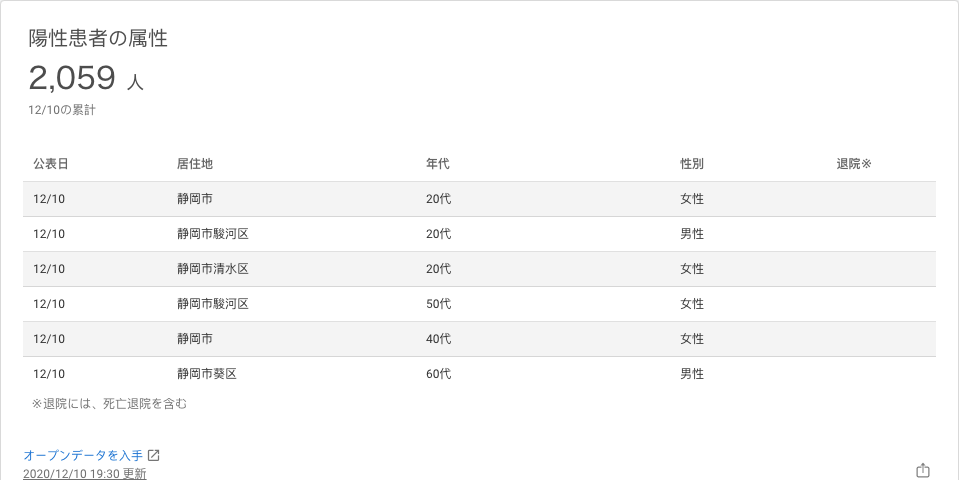 陽性患者の属性
2,059 人
12/10の累計
公表日 居住地 年代 性別 退院※
12/10 静岡市 20代 女性
12/10 静岡市駿河区 20代 男性
12/10 静岡市清水区 20代 女性
12/10 静岡市駿河区 50代 女性
12/10 静岡市 40代 女性
12/10 静岡市葵区 60代 男性
※退院には、死亡退院を含む
オープンデータを入手
2020/12/10 19:30 更新